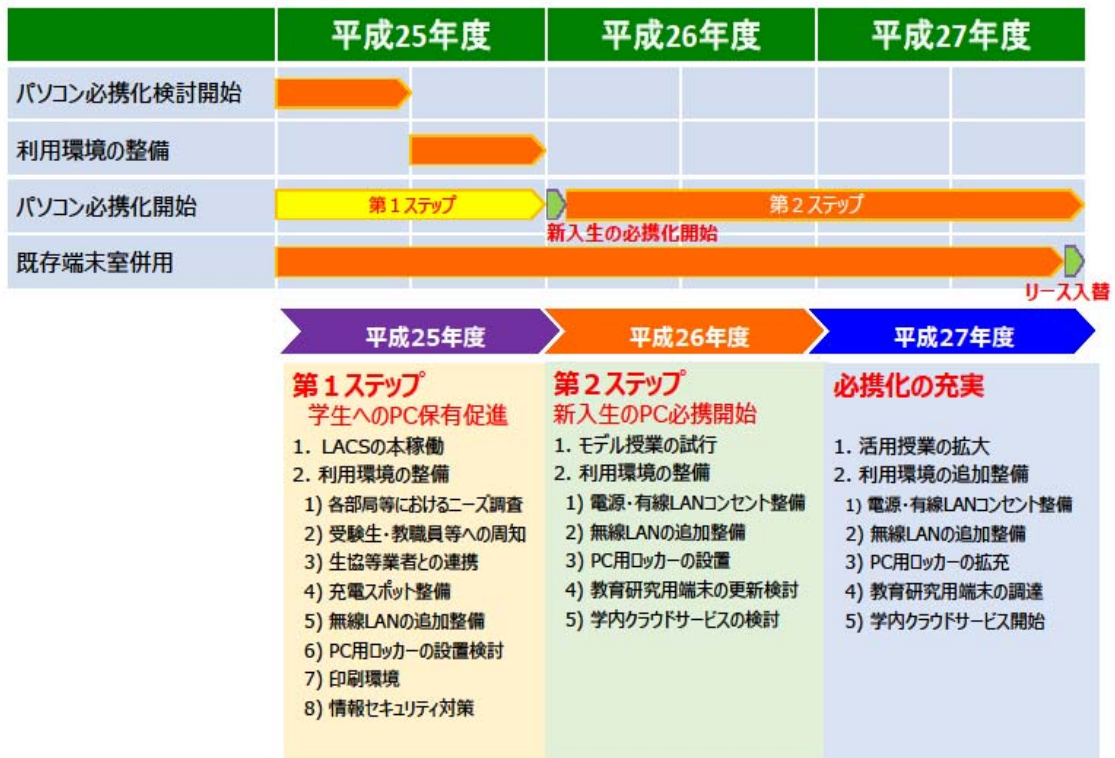 平成25年度 平成26年度 平成27年度
パソコン必携化検討開始
利用環境の整備
パソコン必携化開始 第1ステップ 第2ステップ
新入生の必携化開始
既存端末室併用
リース入替
平成25年度 平成26年度 平成27年度
第1ステップ
学生へのPC保有促進
1. LACSの本稼働
2. 利用環境の整備
1) 各部局等におけるニーズ調査
2) 受験生・教職員等への周知
3) 生協等業者との連携
4) 充電スポット整備
5) 無線LANの追加整備
6) PC用ロッカーの設置検討
7) 印刷環境
8) 情報セキュリティ対策
第2ステップ
新入生のPC必携開始
1. モデル授業の試行
2. 利用環境の整備
1) 電源・有線LANコンセント整備
2) 無線LANの追加整備
3) PC用ロッカーの設置
4) 教育研究用端末の更新検討
5) 学内クラウドサービスの検討
必携化の充実
1. 活用授業の拡大
2. 利用環境の追加整備
1) 電源・有線LANコンセント整備
2) 無線LANの追加整備
3) PC用ロッカーの拡充
4) 教育研究用端末の調達
5) 学内クラウドサービス開始